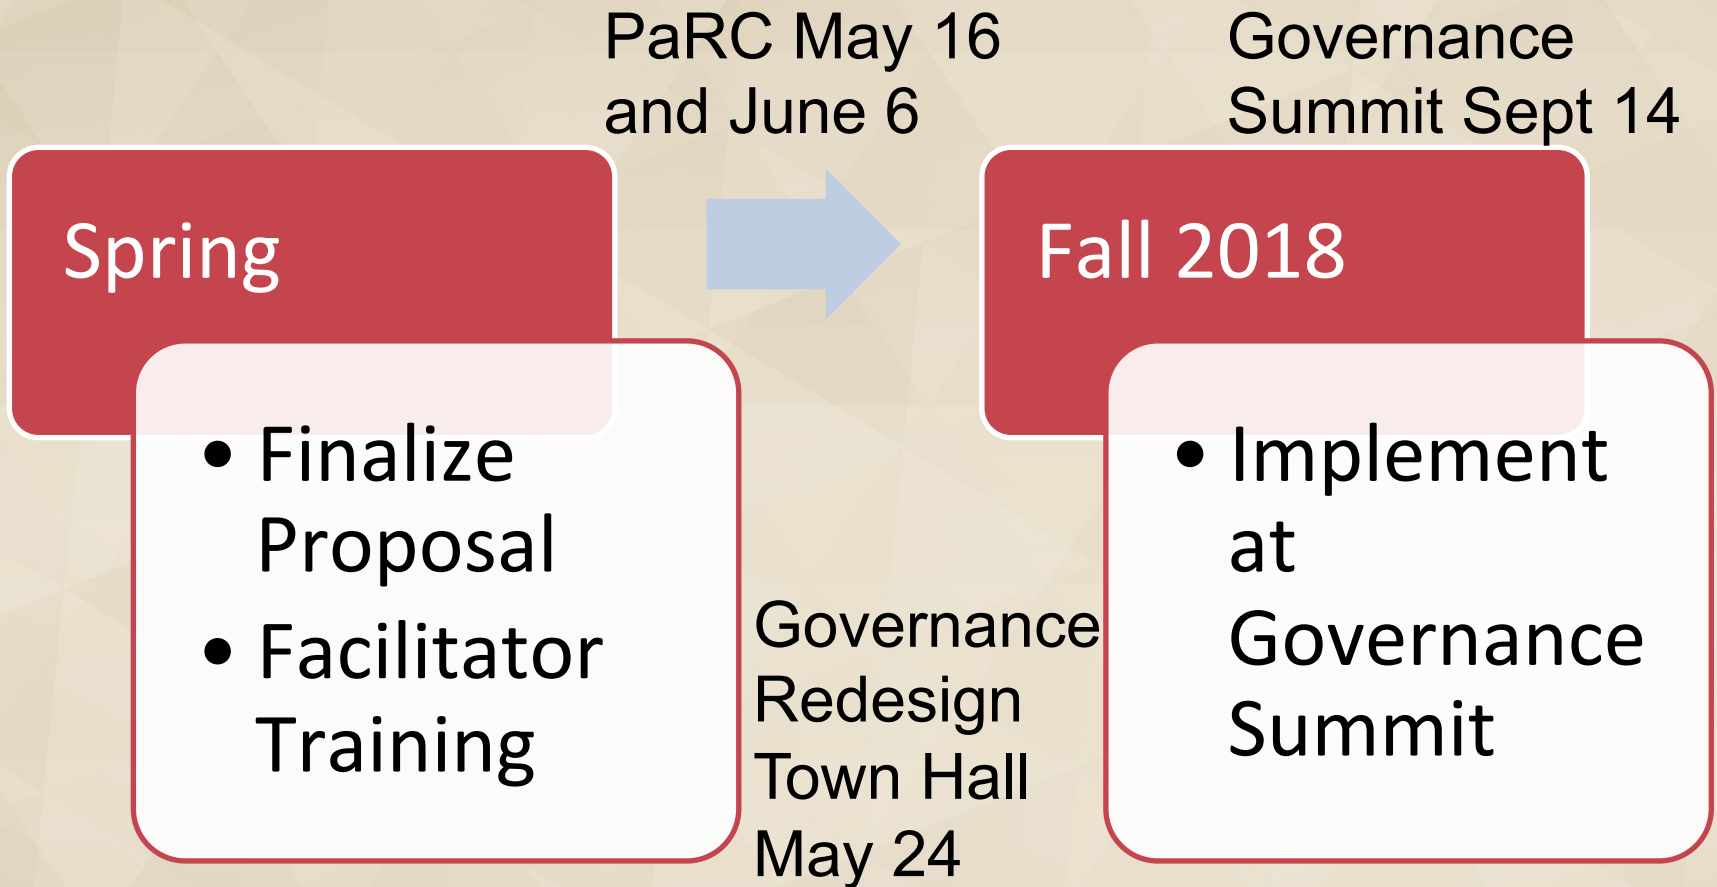 PaRC May 16
and June 6
Governance
Summit Sept 14
Spring
• Finalize
Proposal
• Facilitator
Training
Governance
Redesign
Town Hall
May 24
Fall 2018
• Implement
at
Governance
Summit